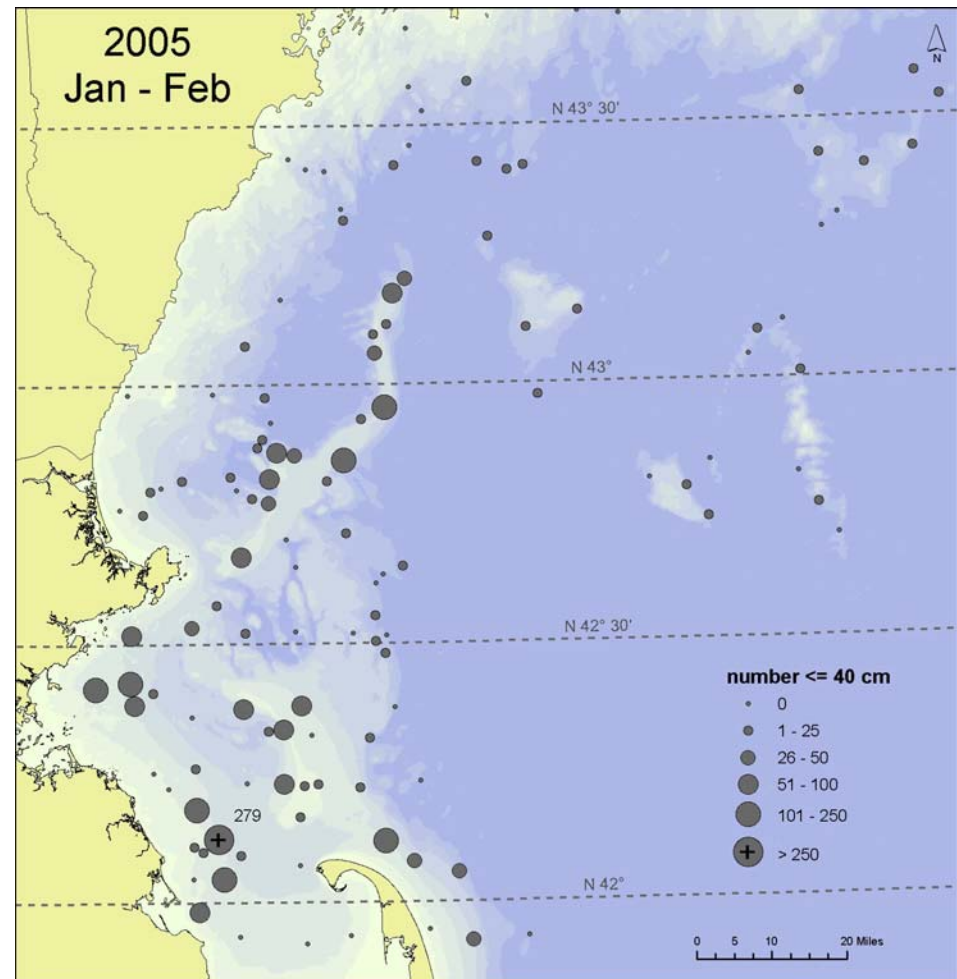 2005
Jan - Feb
N
N 43° 30'
N 43°
N 42° 30'
number <= 40 cm
0
1 - 25
26 - 50
51 - 100
101 - 250
> 250
279
N 42°
0 5 10 20 Miles